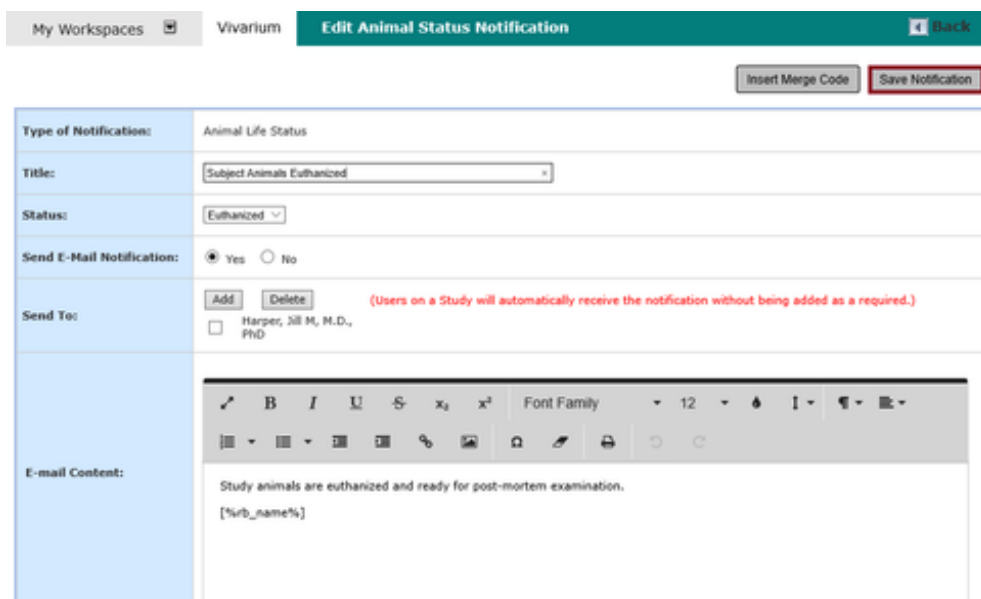 My Workspaces Vivarium Edit Animal Status Notification Back
Insert Merge Code Save Notification
Type of Notification: Animal Life Status
Title: Subject Animals Euthanized ×
Status: Euthanized
Send E-Mail Notification: Yes No
Add Delete (Users on a Study will automatically receive the notification without being added as a required.)
Send To:
Harper, Jill M, M.D.,
PhD
B I U S x₂ x² Font Family 12
Ω
E-mail Content:
Study animals are euthanized and ready for post-mortem examination.
[%rb_name%]